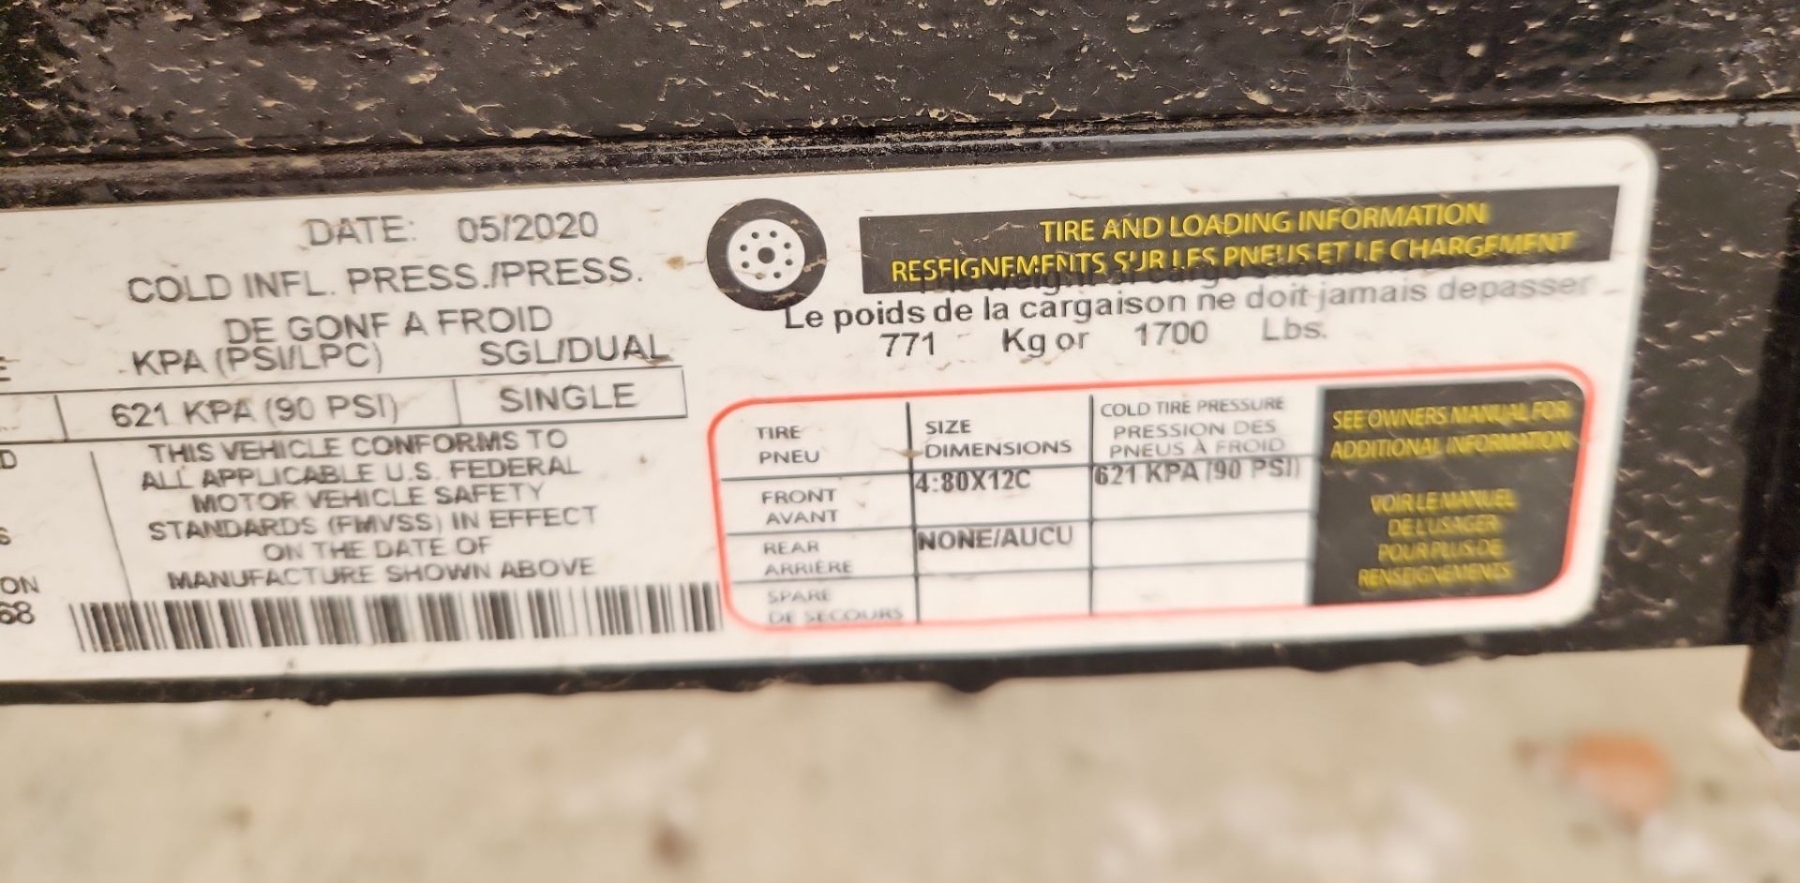 DATE: 05/2020
COLD INFL. PRESS./PRESS.
DE GONF A FROID
KPA (PSI/LPC) SGL/DUAL
621 KPA (90 PSI) SINGLE
D
THIS VEHICLE CONFORMS TO
ALL APPLICABLE U.S. FEDERAL
MOTOR VEHICLE SAFETY
STANDARDS (FMVSS) IN EFFECT
ON THE DATE OF
MANUFACTURE SHOWN ABOVE
ON
68
TIRE AND LOADING INFORMATION
RESEIGNEMENTS SUR LES PNEUS ET LE CHARGEMENT
Le poids de la cargaison ne doit jamais depasser
771 Kg or 1700 Lbs.
TIRE
PNEU
SIZE
DIMENSIONS
COLD TIRE PRESSURE
PRESSION DES
PNEUS À FROID
FRONT
AVANT
4:80X12C
621 KPA (90 PSI)
REAR
ARRIÈRE
NONE/AUCU
SPARE
DE SECOURS
SEE OWNERS MANUAL FOR
ADDITIONAL INFORMATION
VOIR LE MANUEL
DE L'USAGER
POUR PLUS DE
RENSEIGNEMENTS